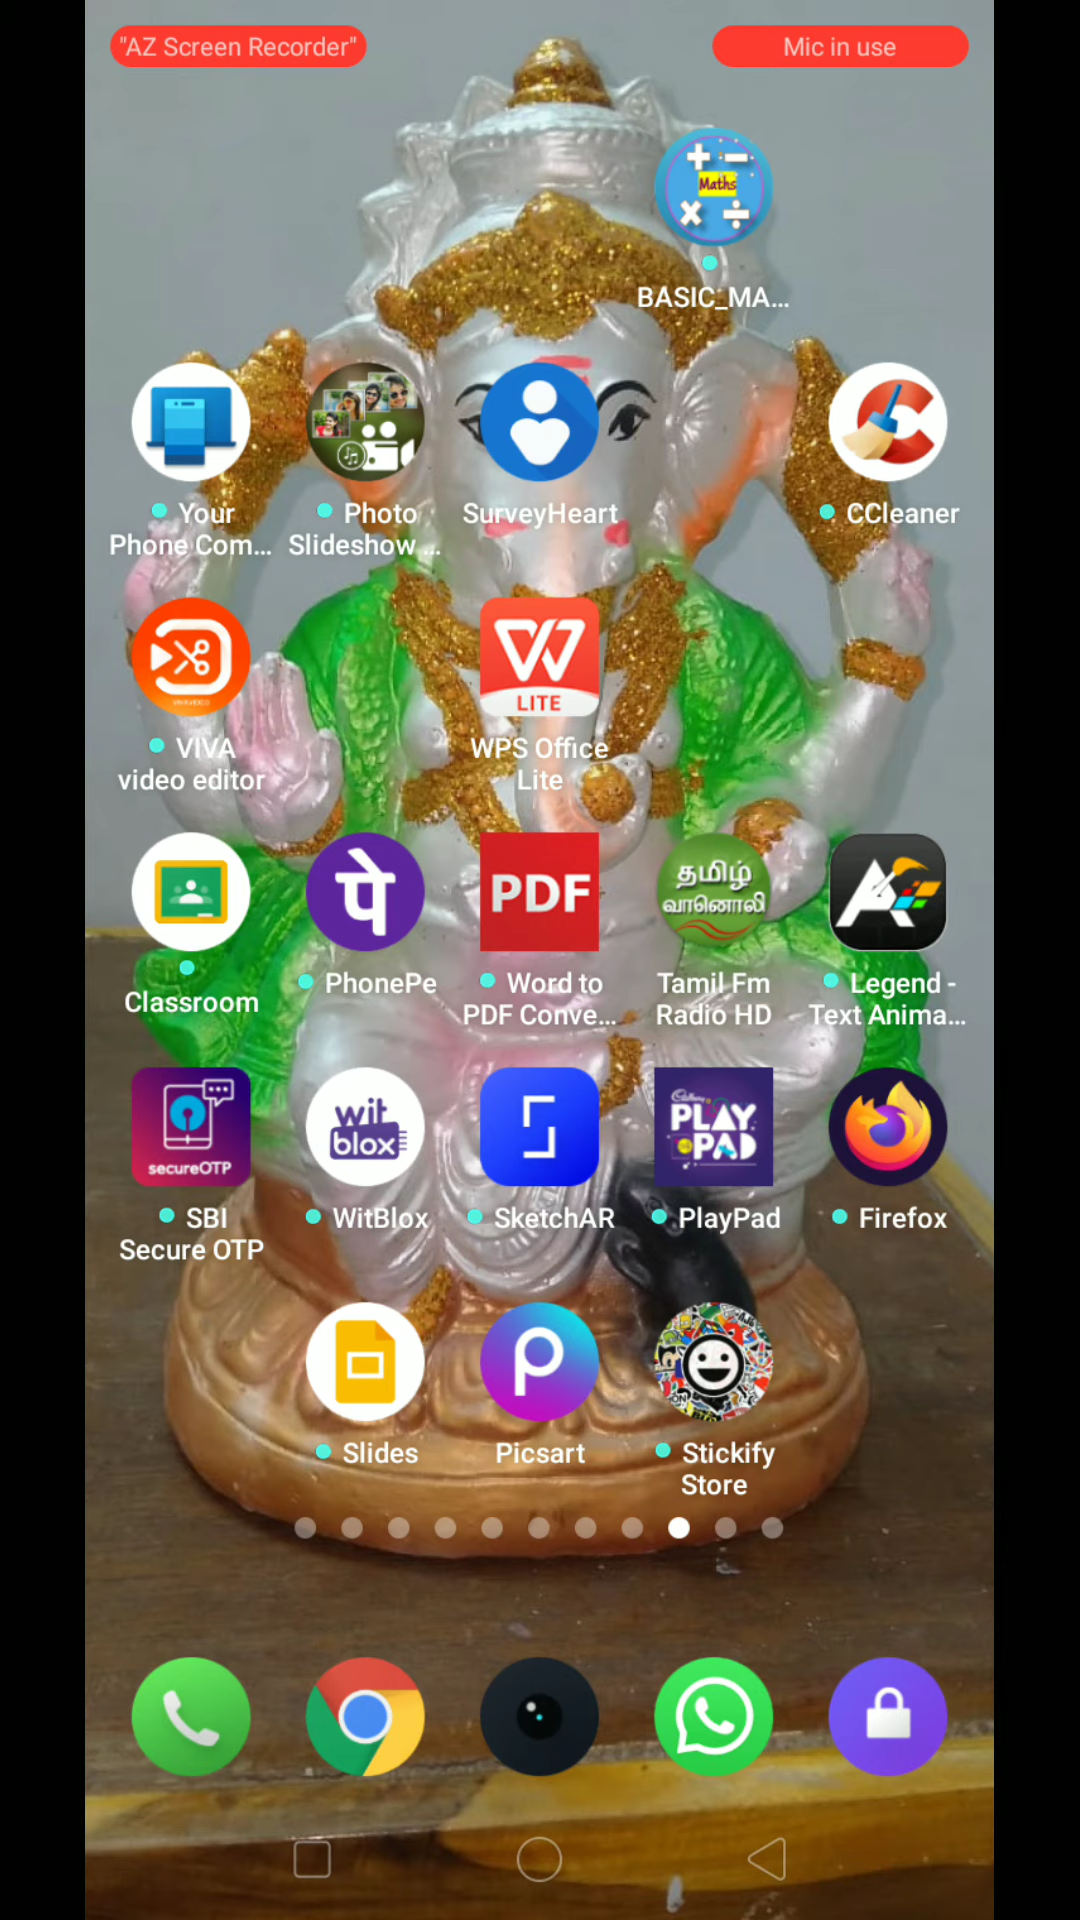 "AZ Screen Recorder"
Mic in use
Maths
BASIC_MA...
Your
Phone Com...
Photo
Slideshow ...
SurveyHeart
CCleaner
LITE
VIVA
video editor
WPS Office
Lite
PDF
தமிழ்
வானொலி
Classroom
पे
PhonePe
Word to
PDF Conve...
Tamil Fm
Radio HD
Legend -
Text Anima...
secureOTP
wit
blox
Cadbury
PLAY
PAD
SBI
Secure OTP
WitBlox
SketchAR
PlayPad
Firefox
Slides
Picsart
Stickify
Store